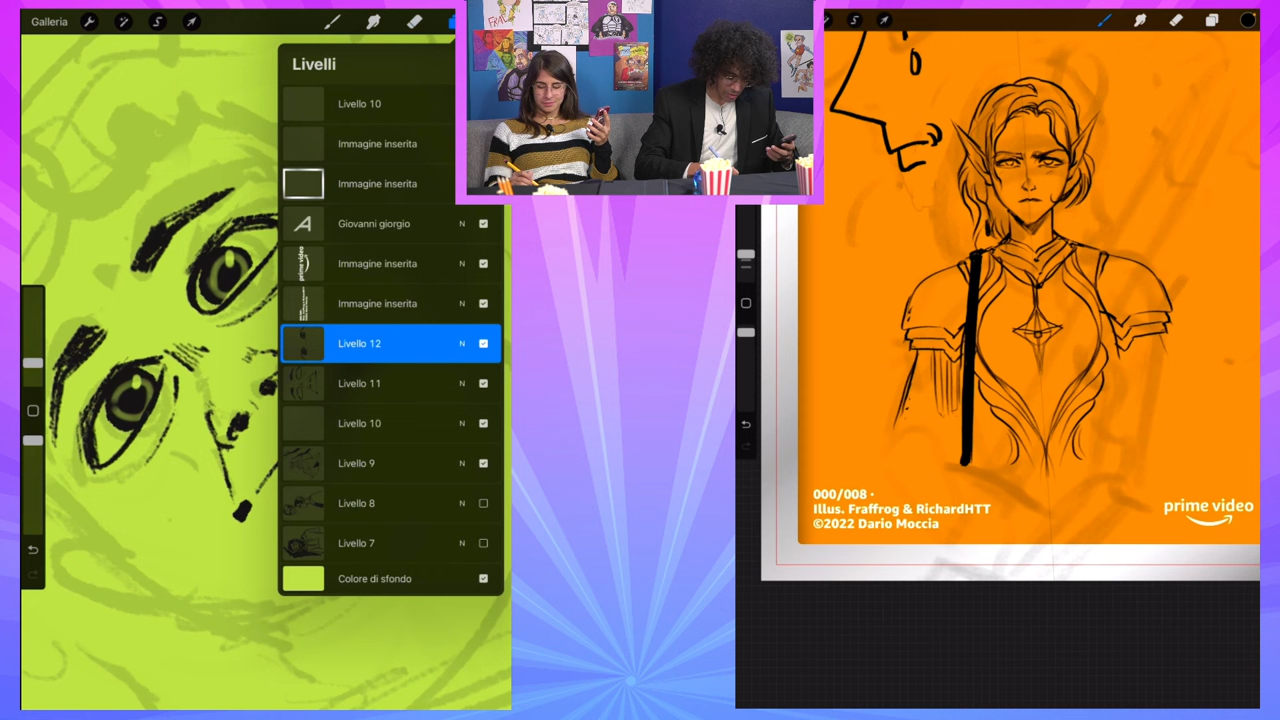 Galleria
Livelli
Livello 10
Immagine inserita
Immagine inserita
Giovanni giorgio N
Immagine inserita N
Immagine inserita N
Livello 12 N
Livello 11 N
Livello 10 N
Livello 9 N
Livello 8 N
Livello 7 N
Colore di sfondo
prime video
000/008 ·
Illus. Fraffrog & RichardHTT
©2022 Dario Moccia
prime video